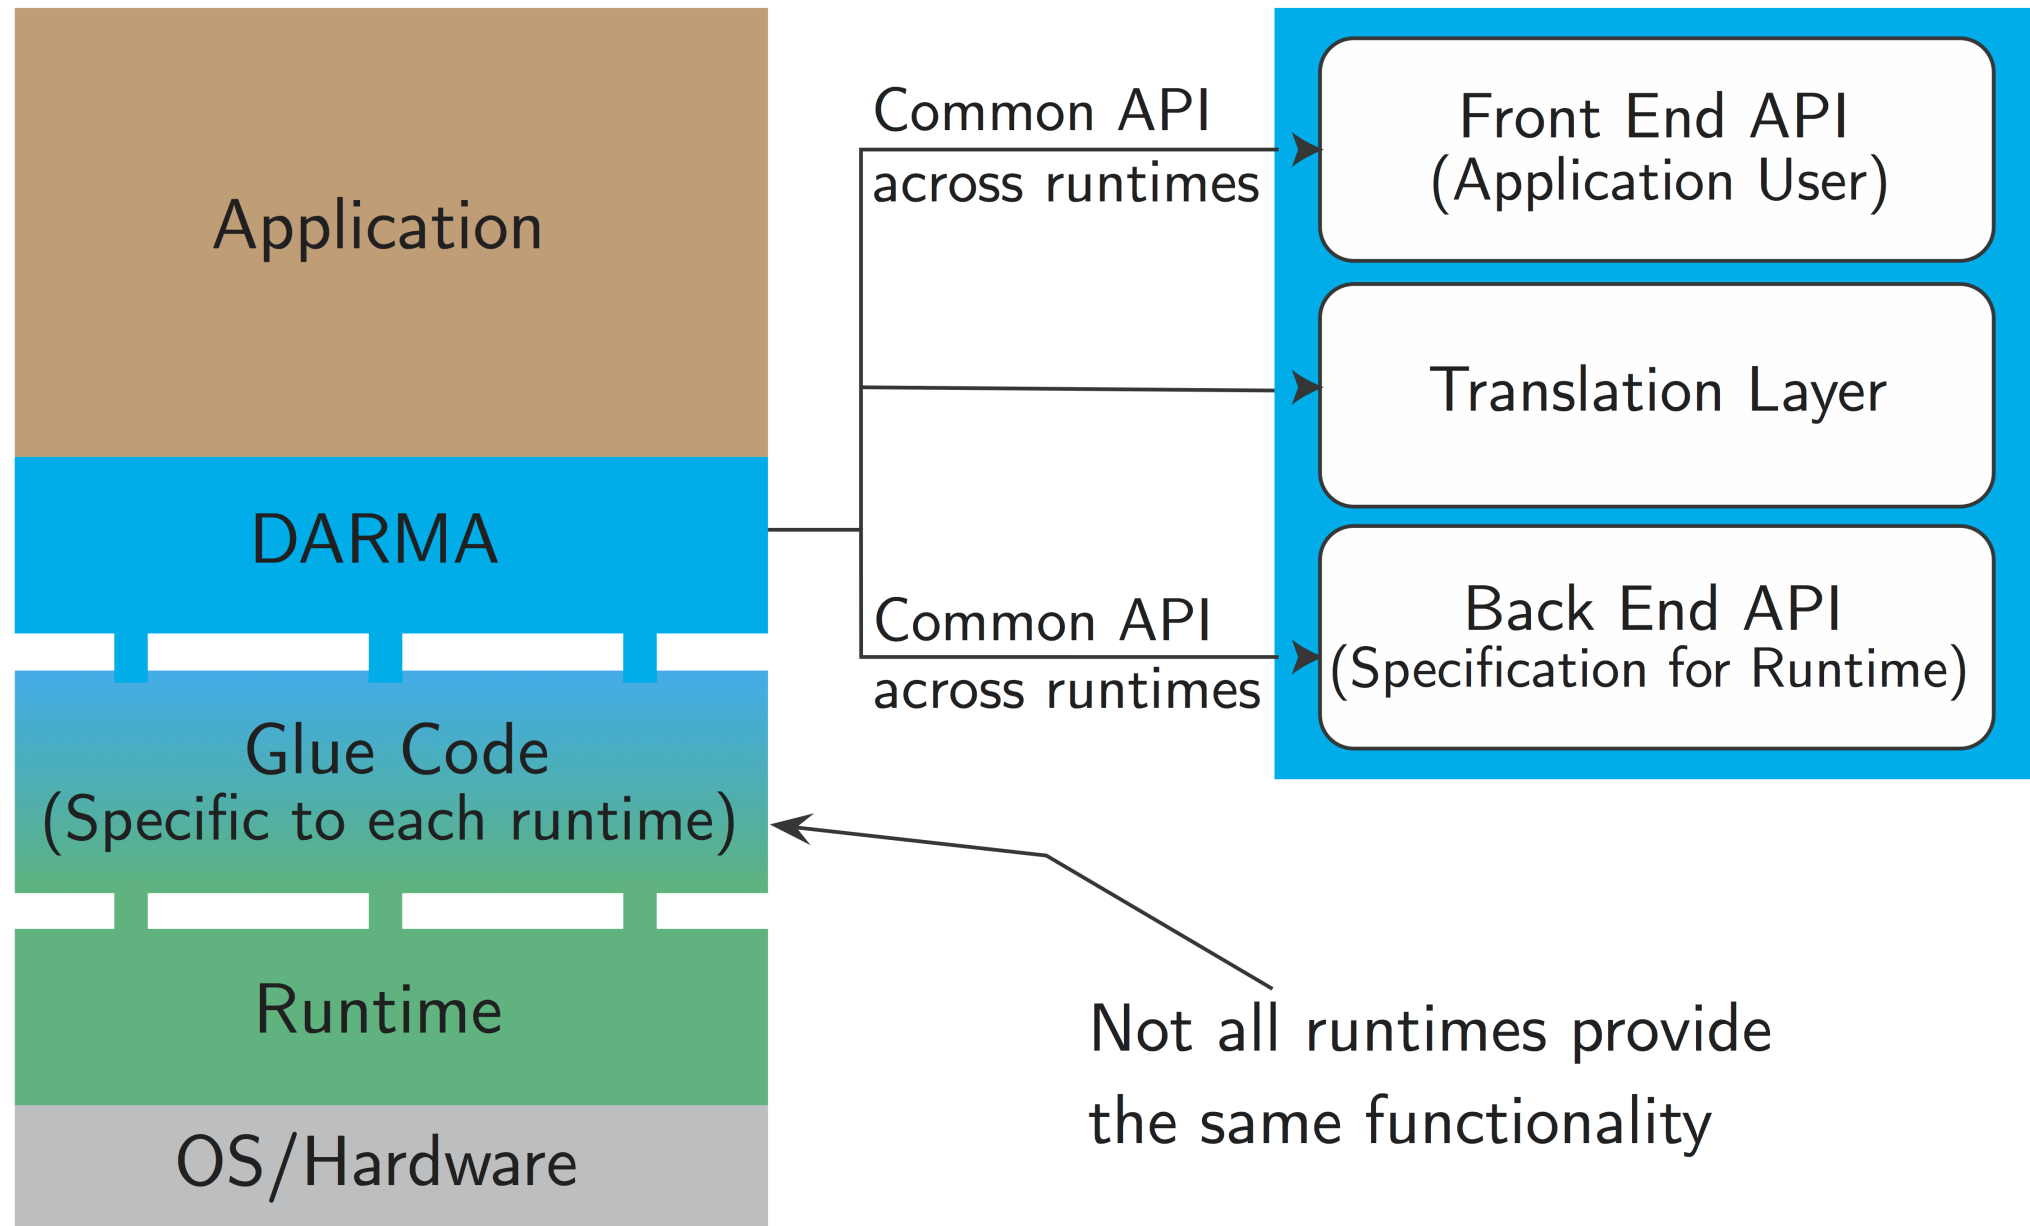 Application
DARMA
Glue Code
(Specific to each runtime)
Runtime
OS/Hardware
Common API
across runtimes
Common API
across runtimes
Front End API
(Application User)
Translation Layer
Back End API
(Specification for Runtime)
Not all runtimes provide
the same functionality